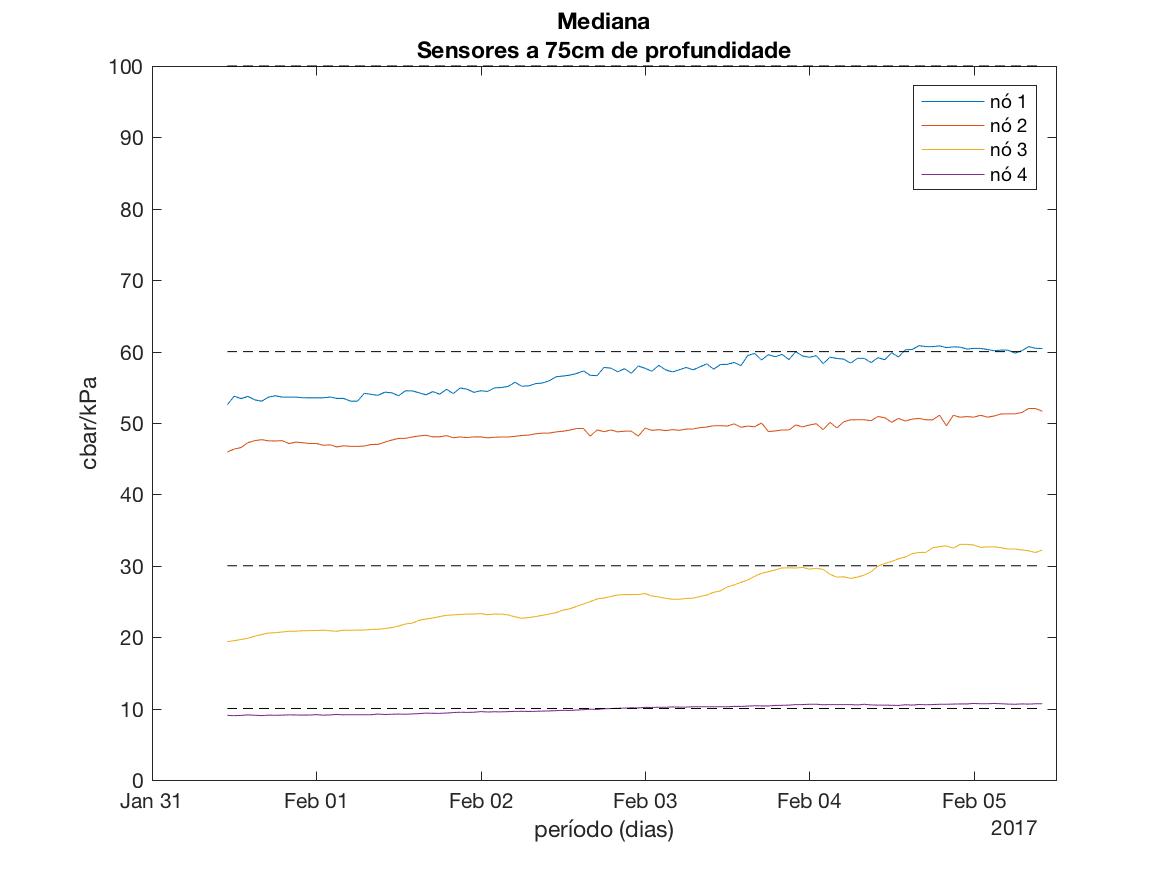 Mediana
Sensores a 75cm de profundidade
100
90
80
70
60
50
40
30
20
10
0
cbar/kPa
nó 1
nó 2
nó 3
nó 4
Jan 31 Feb 01 Feb 02 Feb 03 Feb 04 Feb 05
2017
período (dias)